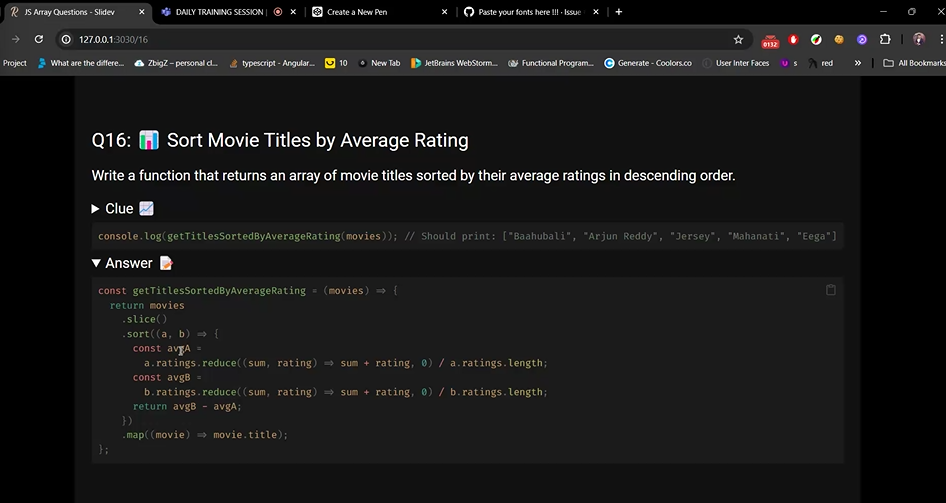 JS Array Questions - Slidev
DAILY TRAINING SESSION |
Create a New Pen
Paste your fonts here !!! · Issue
127.0.0.1:3030/16
0132
Project
What are the differe...
ZbigZ – personal cl...
typescript - Angular...
10
New Tab
JetBrains WebStorm...
Functional Program...
Generate - Coolors.co
User Inter Faces
s
red
»
All Bookmarks
Q16: 📊 Sort Movie Titles by Average Rating
Write a function that returns an array of movie titles sorted by their average ratings in descending order.
▶ Clue 📈
console.log(getTitlesSortedByAverageRating(movies)); // Should print: ["Baahubali", "Arjun Reddy", "Jersey", "Mahanati", "Eega"]
▼ Answer 📝
const getTitlesSortedByAverageRating = (movies) => {
return movies
.slice()
.sort((a, b) => {
const avgA =
a.ratings.reduce((sum, rating) => sum + rating, 0) / a.ratings.length;
const avgB =
b.ratings.reduce((sum, rating) => sum + rating, 0) / b.ratings.length;
return avgB - avgA;
})
.map((movie) => movie.title);
};